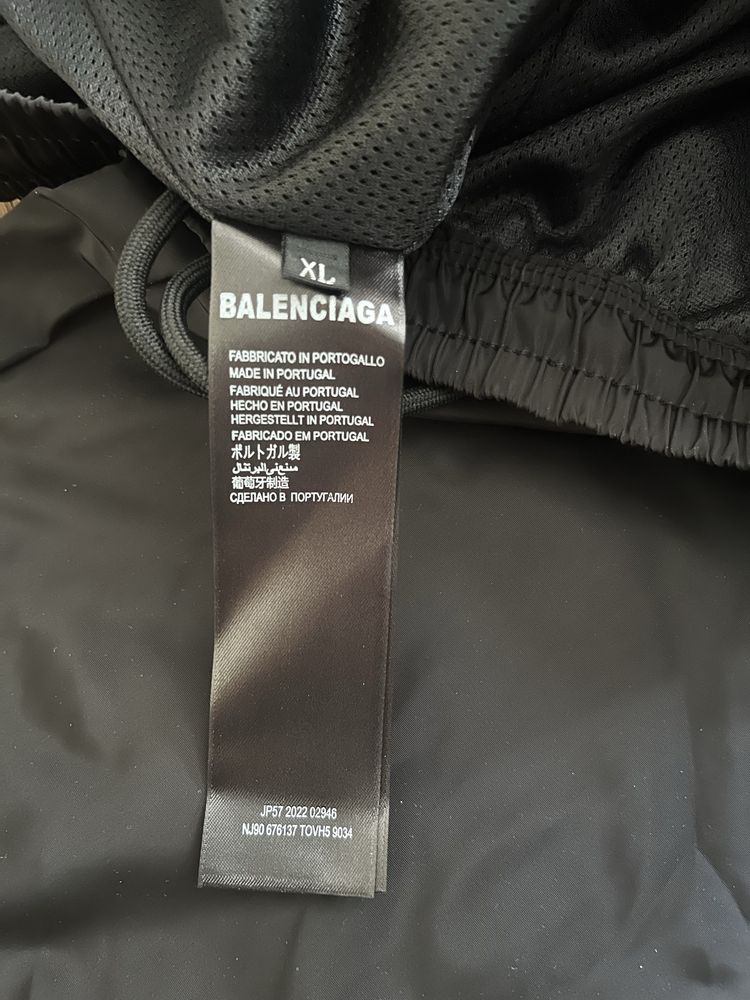 XL
BALENCIAGA
FABBRICATO IN PORTOGALLO
MADE IN PORTUGAL
FABRIQUÉ AU PORTUGAL
HECHO EN PORTUGAL
HERGESTELLT IN PORTUGAL
FABRICADO EM PORTUGAL
ポルトガル製
صنع في البرتغال
葡萄牙制造
СДЕЛАНО В ПОРТУГАЛИИ
JP57 2022 02946
NJ90 676137 TOVH5 9034